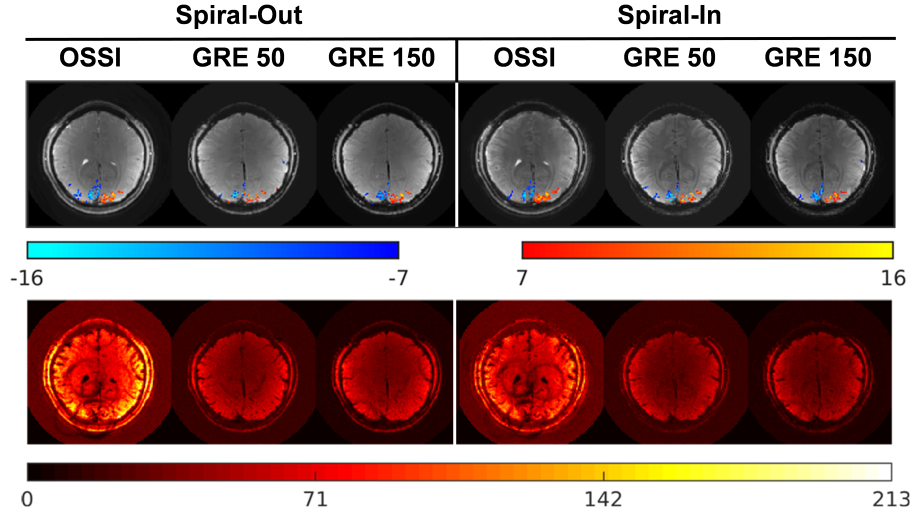 Spiral-Out Spiral-In
OSSI GRE 50 GRE 150 OSSI GRE 50 GRE 150
-16 -7 7 16
0 71 142 213